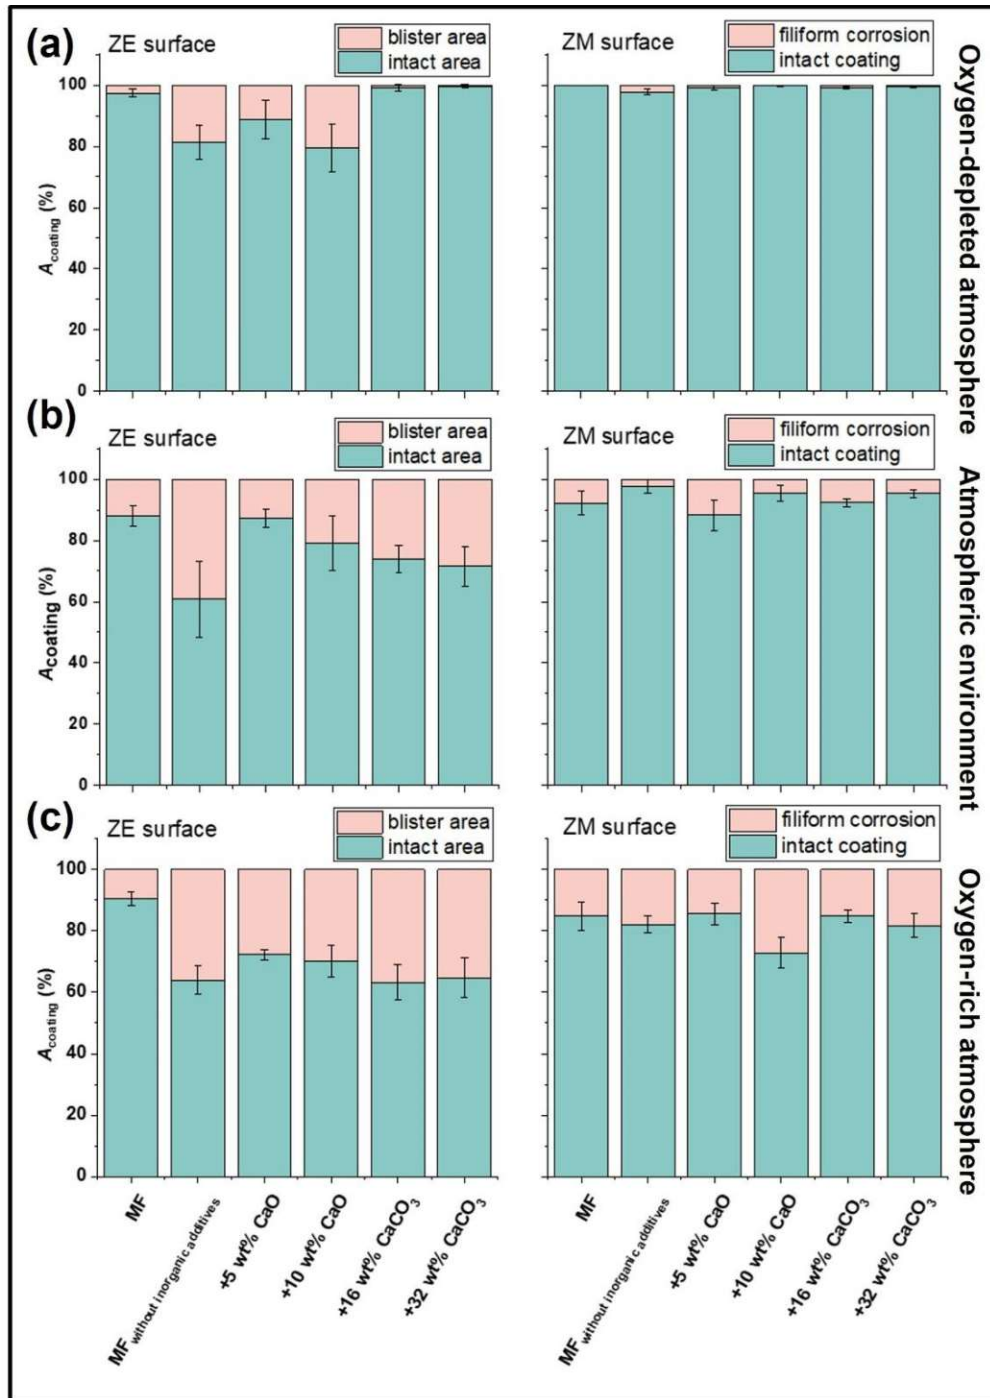 (a)
ZE surface
blister area
intact area
ZM surface
filiform corrosion
intact coating
Oxygen-depleted atmosphere
100
80
60
40
20
0
A coating (%)
(b)
ZE surface
blister area
intact area
ZM surface
filiform corrosion
intact coating
Atmospheric environment
100
80
60
40
20
0
Acoating (%)
(c)
ZE surface
blister area
intact area
ZM surface
filiform corrosion
intact coating
Oxygen-rich atmosphere
100
80
60
40
20
0
A coating (%)
MF
MF without inorganic additives
+5 wt% CaO
+10 wt% CaO
+16 wt% CaCO3
+32 wt% CaCO3
MF
MF without inorganic additives
+5 wt% CaO
+10 wt% CaO
+16 wt% CaCO3
+32 wt% CaCO3